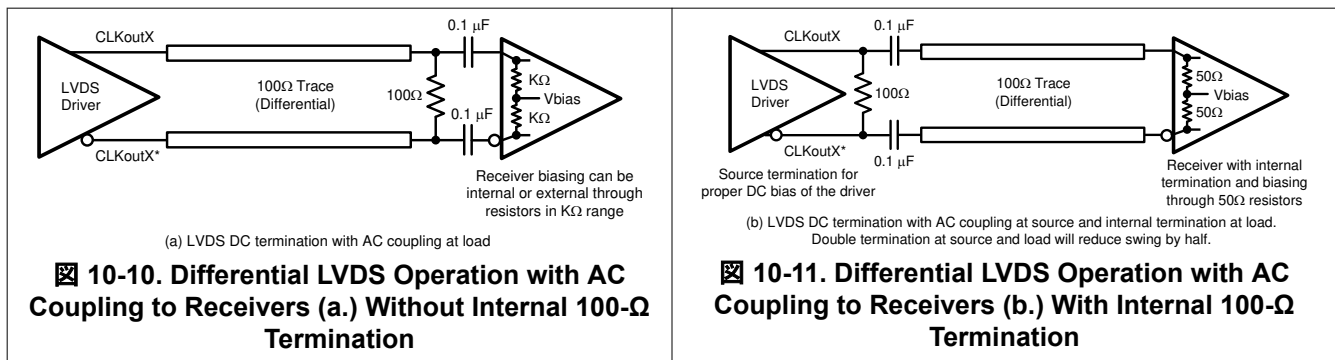 CLKoutX
0.1 µF
LVDS
Driver
100Ω Trace
(Differential)
100Ω
KΩ
Vbias
KΩ
0.1 µF
CLKoutX*
Receiver biasing can be
internal or external through
resistors in KΩ range
(a) LVDS DC termination with AC coupling at load
図 10-10. Differential LVDS Operation with AC
Coupling to Receivers (a.) Without Internal 100-Ω
Termination
CLKoutX
0.1 µF
LVDS
Driver
100Ω
100Ω Trace
(Differential)
50Ω
Vbias
50Ω
CLKoutX*
0.1 µF
Source termination for
proper DC bias of the driver
Receiver with internal
termination and biasing
through 50Ω resistors
(b) LVDS DC termination with AC coupling at source and internal termination at load.
Double termination at source and load will reduce swing by half.
図 10-11. Differential LVDS Operation with AC
Coupling to Receivers (b.) With Internal 100-Ω
Termination